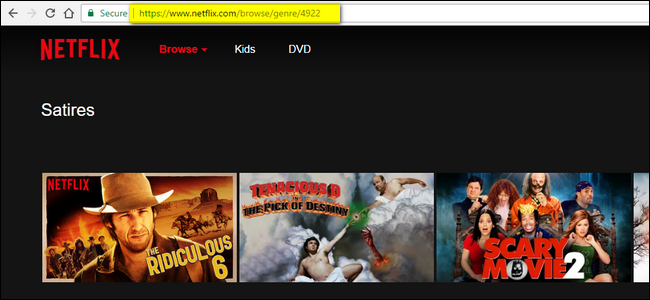 Secure https://www.netflix.com/browse/genre/4922
NETFLIX Browse Kids DVD
Satires
NETFLIX
THE
RIDICULOUS
6
TENACIOUS D
IN
THE PICK OF DESTINY
SCARY
MOVIE 2